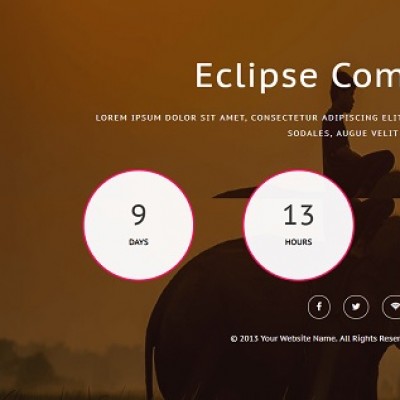 Eclipse Com
LOREM IPSUM DOLOR SIT AMET, CONSECTETUR ADIPISCING ELIT
SODALES, AUGUE VELIT
9
13
DAYS
HOURS
© 2013 Your Website Name. All Rights Reser